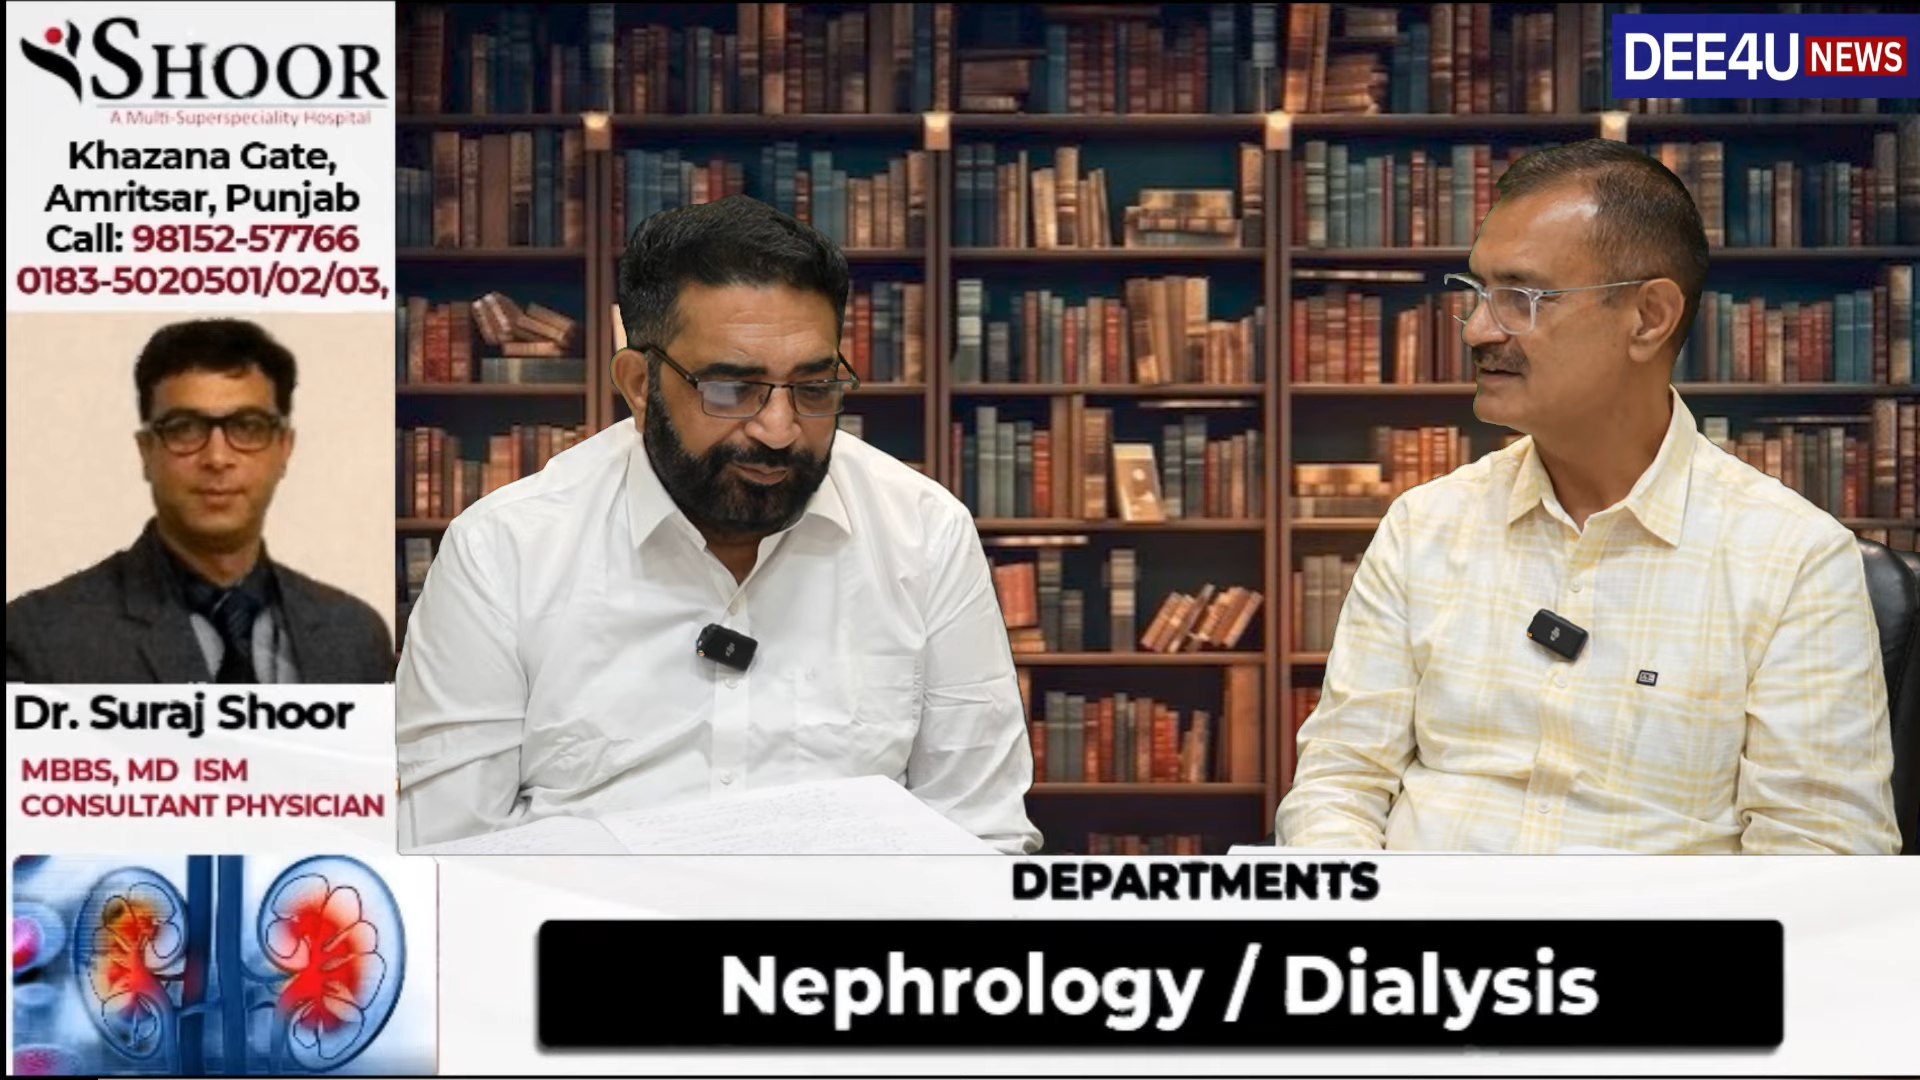 SHOOR
A Multi-Superspeciality Hospital
Khazana Gate,
Amritsar, Punjab
Call: 98152-57766
0183-5020501/02/03,
DEE4U NEWS
Dr. Suraj Shoor
MBBS, MD ISM
CONSULTANT PHYSICIAN
DEPARTMENTS
Nephrology / Dialysis